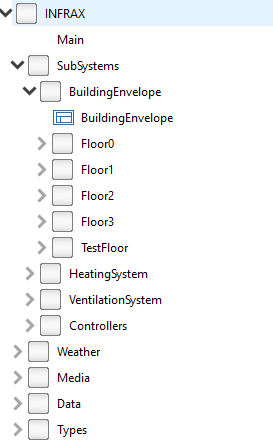 INFRAX
Main
SubSystems
BuildingEnvelope
BuildingEnvelope
Floor0
Floor1
Floor2
Floor3
TestFloor
HeatingSystem
VentilationSystem
Controllers
Weather
Media
Data
Types